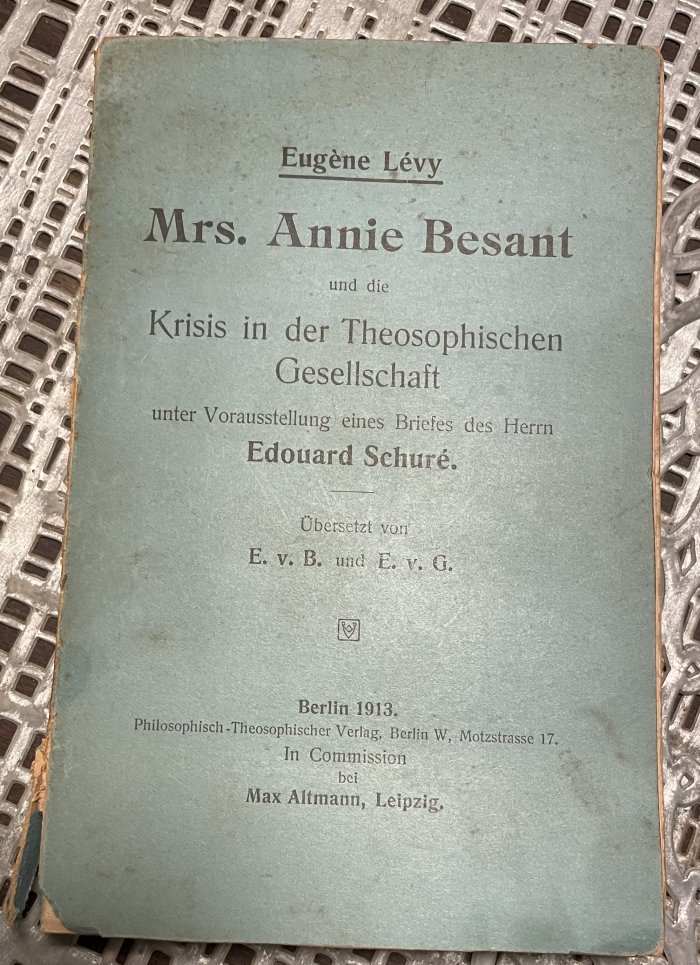 Eugène Lévy
Mrs. Annie Besant
und die
Krisis in der Theosophischen
Gesellschaft
unter Vorausstellung eines Briefes des Herrn
Edouard Schuré.
Übersetzt von
E. v. B. und E. v. G.
Berlin 1913.
Philosophisch-Theosophischer Verlag, Berlin W, Motzstrasse 17.
In Commission
bei
Max Altmann, Leipzig.